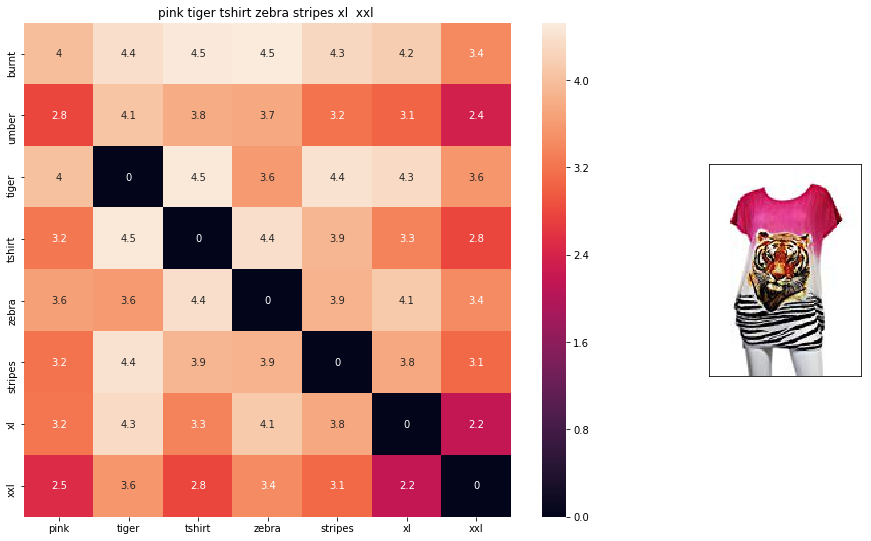 pink tiger tshirt zebra stripes xl  xxl
burnt 4 4.4 4.5 4.5 4.3 4.2 3.4
umber 2.8 4.1 3.8 3.7 3.2 3.1 2.4
tiger 4 0 4.5 3.6 4.4 4.3 3.6
tshirt 3.2 4.5 0 4.4 3.9 3.3 2.8
zebra 3.6 3.6 4.4 0 3.9 4.1 3.4
stripes 3.2 4.4 3.9 3.9 0 3.8 3.1
xl 3.2 4.3 3.3 4.1 3.8 0 2.2
xxl 2.5 3.6 2.8 3.4 3.1 2.2 0
pink tiger tshirt zebra stripes xl xxl
4.0
3.2
2.4
1.6
0.8
0.0